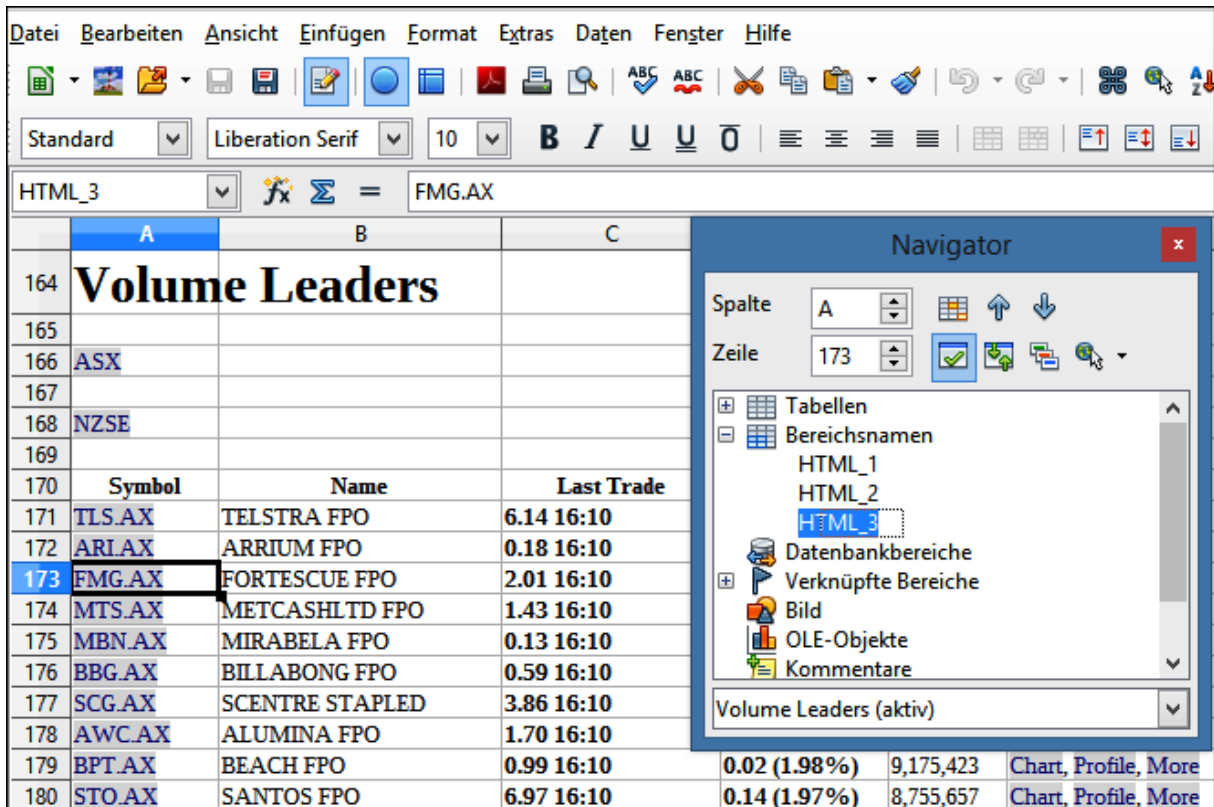 Datei Bearbeiten Ansicht Einfügen Format Extras Daten Fenster Hilfe
ABC ABC A Z
Standard Liberation Serif 10 B I U U O
HTML_3 fx Σ = FMG.AX
A B C
164 Volume Leaders
165
166 ASX
167
168 NZSE
169
170 Symbol Name Last Trade
171 TLS.AX TELSTRA FPO 6.14 16:10
172 ARI.AX ARRIUM FPO 0.18 16:10
173 FMG.AX FORTESCUE FPO 2.01 16:10
174 MTS.AX METCASHLTD FPO 1.43 16:10
175 MBN.AX MIRABELA FPO 0.13 16:10
176 BBG.AX BILLABONG FPO 0.59 16:10
177 SCG.AX SCENTRE STAPLED 3.86 16:10
178 AWC.AX ALUMINA FPO 1.70 16:10
179 BPT.AX BEACH FPO 0.99 16:10 0.02 (1.98%) 9,175,423 Chart, Profile, More
180 STO.AX SANTOS FPO 6.97 16:10 0.14 (1.97%) 8,755,657 Chart, Profile, More
Navigator x
Spalte A
Zeile 173
Tabellen
Bereichsnamen
HTML_1
HTML_2
HTML_3
Datenbankbereiche
Verknüpfte Bereiche
Bild
OLE-Objekte
Kommentare
Volume Leaders (aktiv)